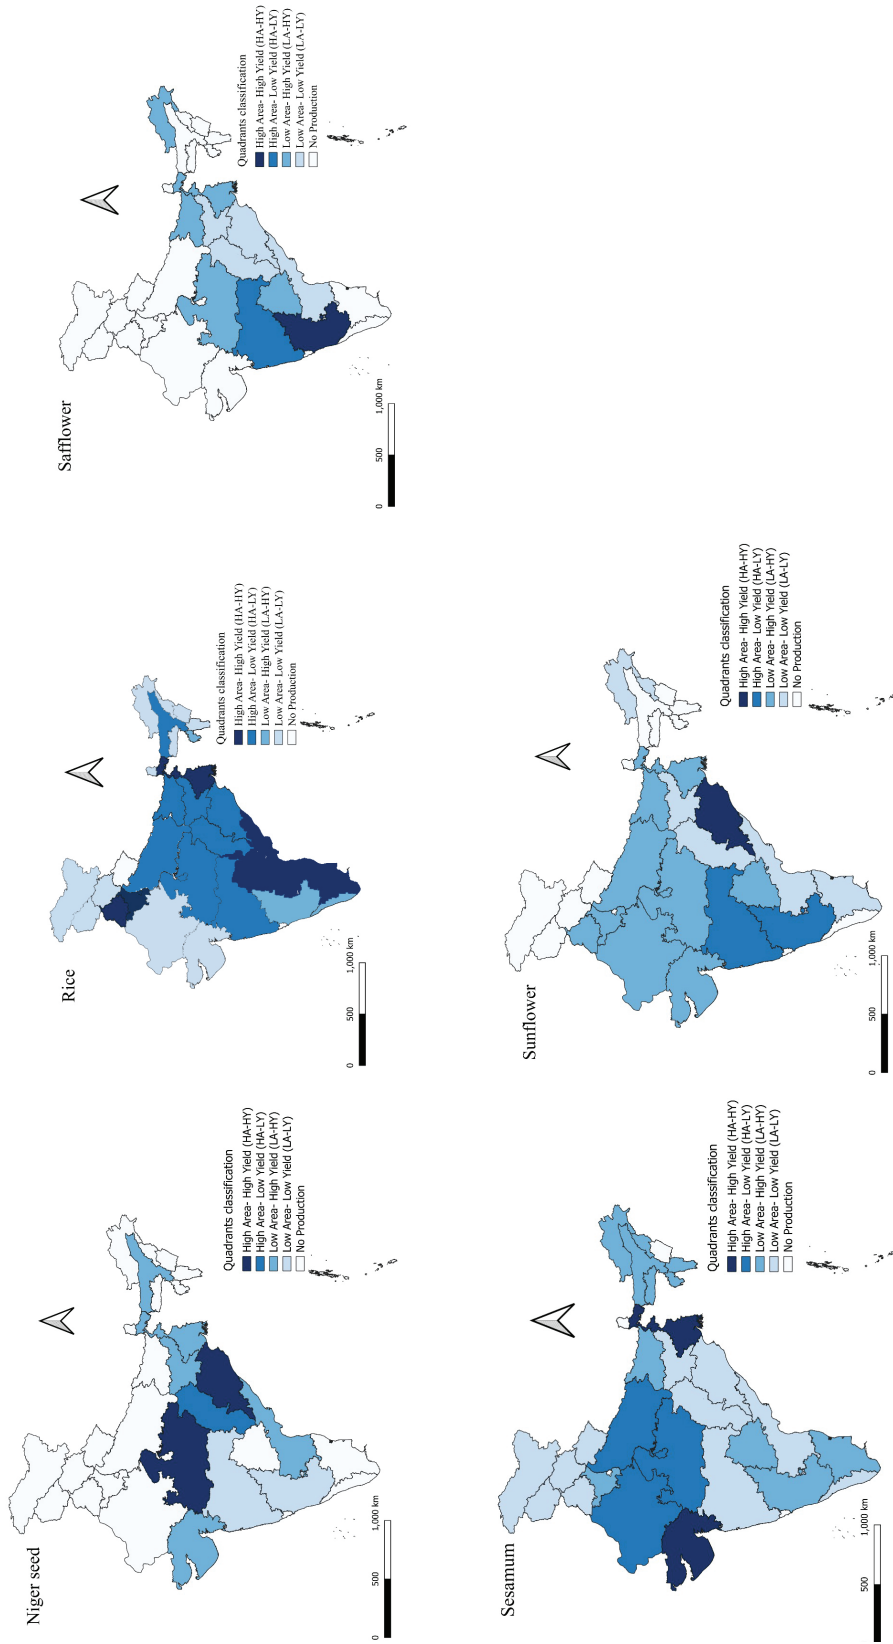 Niger seed
Quadrants classification
High Area- High Yield (HA-HY)
High Area- Low Yield (HA-LY)
Low Area- High Yield (LA-HY)
Low Area- Low Yield (LA-LY)
No Production
0 500 1,000 km
Rice
Quadrants classification
High Area- High Yield (HA-HY)
High Area- Low Yield (HA-LY)
Low Area- High Yield (LA-HY)
Low Area- Low Yield (LA-LY)
No Production
0 500 1,000 km
Safflower
Quadrants classification
High Area- High Yield (HA-HY)
High Area- Low Yield (HA-LY)
Low Area- High Yield (LA-HY)
Low Area- Low Yield (LA-LY)
No Production
0 500 1,000 km
Sesamum
Quadrants classification
High Area- High Yield (HA-HY)
High Area- Low Yield (HA-LY)
Low Area- High Yield (LA-HY)
Low Area- Low Yield (LA-LY)
No Production
0 500 1,000 km
Sunflower
Quadrants classification
High Area- High Yield (HA-HY)
High Area- Low Yield (HA-LY)
Low Area- High Yield (LA-HY)
Low Area- Low Yield (LA-LY)
No Production
0 500 1,000 km